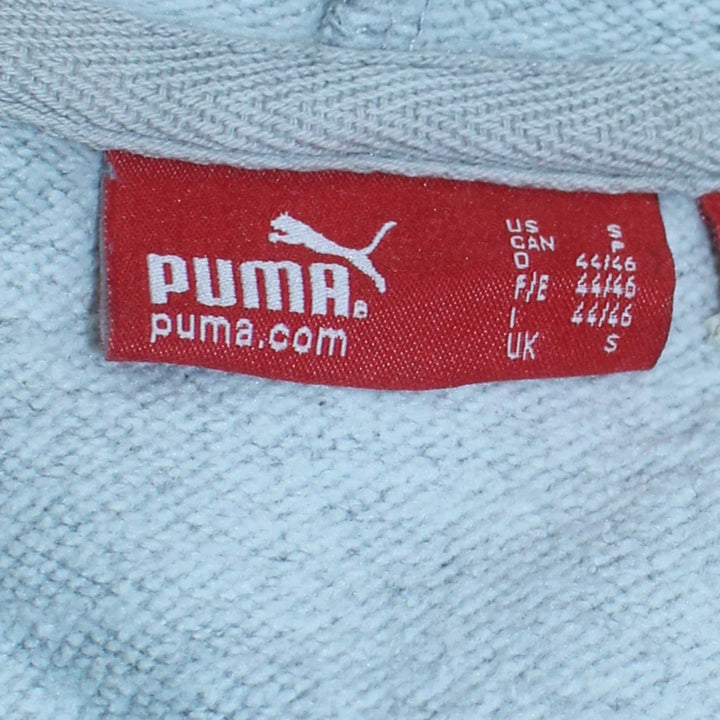 PUMA®
puma.com
US S
CAN P
D 44/46
F/E 44/46
I 44/46
UK S